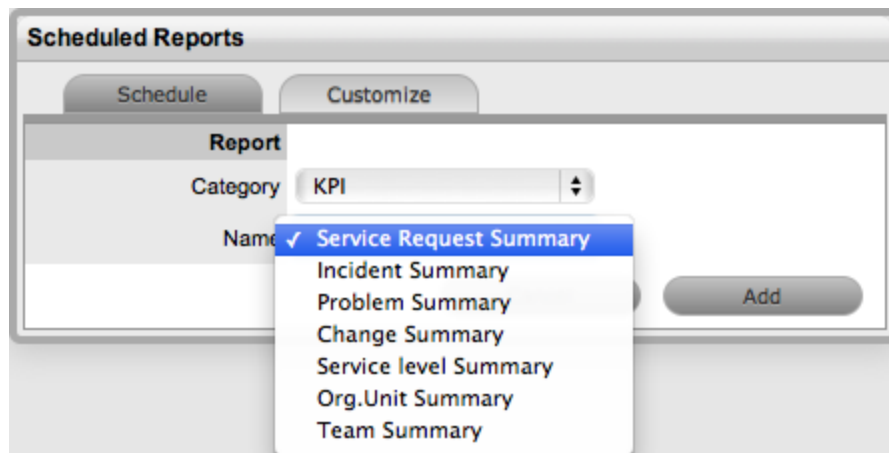 Scheduled Reports
Schedule Customize
Report
Category KPI
Name ✓ Service Request Summary
Incident Summary
Problem Summary
Add
Change Summary
Service level Summary
Org.Unit Summary
Team Summary